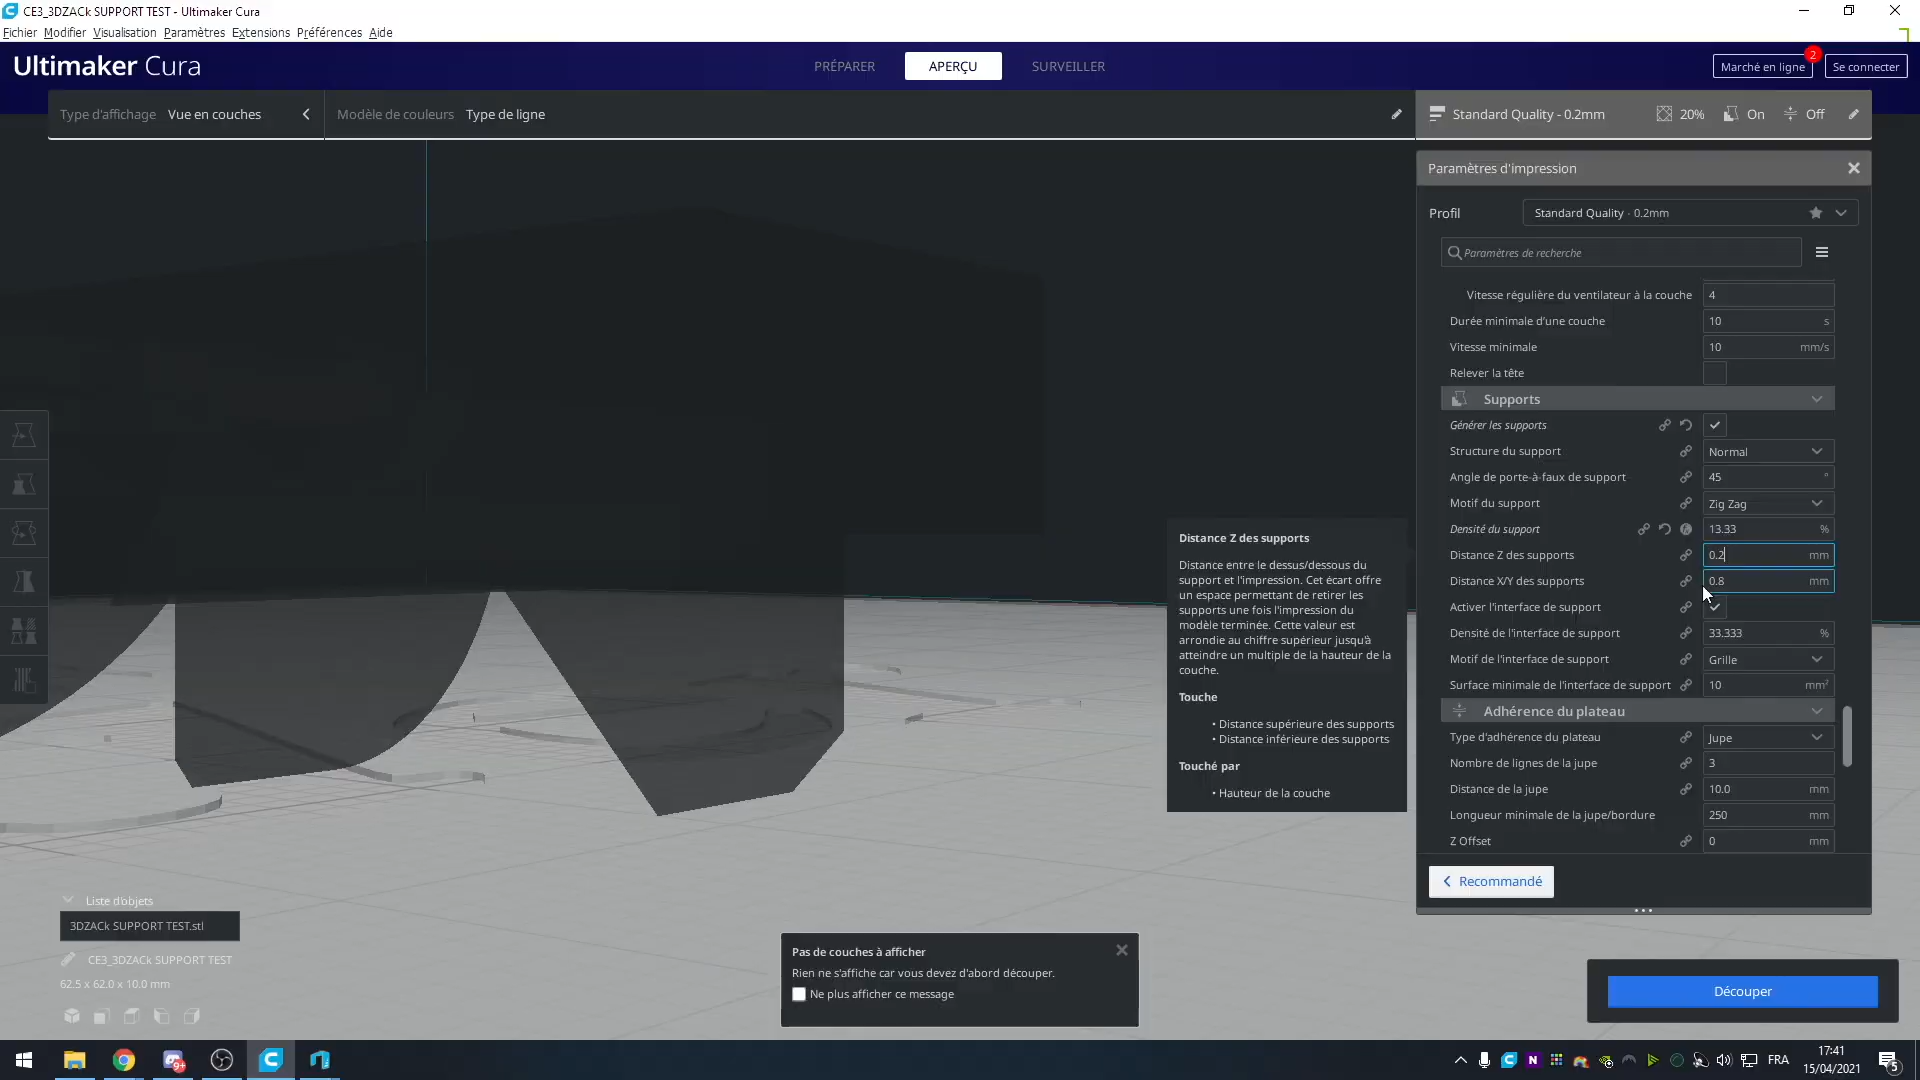 CE3_3DZACk SUPPORT TEST - Ultimaker Cura
Fichier Modifier Visualisation Paramètres Extensions Préférences Aide
Ultimaker Cura
PRÉPARER
APERÇU
SURVEILLER
Marché en ligne
2
Se connecter
Type d'affichage Vue en couches
Modèle de couleurs Type de ligne
Standard Quality - 0.2mm
20%
On
Off
Paramètres d'impression
Profil
Standard Quality - 0.2mm
Paramètres de recherche
Vitesse régulière du ventilateur à la couche 4
Durée minimale d'une couche 10 s
Vitesse minimale 10 mm/s
Relever la tête
Supports
Générer les supports
Structure du support Normal
Angle de porte-à-faux de support 45 °
Motif du support Zig Zag
Densité du support 13.33 %
Distance Z des supports 0.2 mm
Distance X/Y des supports 0.8 mm
Activer l'interface de support
Densité de l'interface de support 33.333 %
Motif de l'interface de support Grille
Surface minimale de l'interface de support 10 mm²
Adhérence du plateau
Type d'adhérence du plateau Jupe
Nombre de lignes de la jupe 3
Distance de la jupe 10.0 mm
Longueur minimale de la jupe/bordure 250 mm
Z Offset 0 mm
Recommandé
Distance Z des supports
Distance entre le dessus/dessous du
support et l'impression. Cet écart offre
un espace permettant de retirer les
supports une fois l'impression du
modèle terminée. Cette valeur est
arrondie au chiffre supérieur jusqu'à
atteindre un multiple de la hauteur de la
couche.
Touche
• Distance supérieure des supports
• Distance inférieure des supports
Touché par
• Hauteur de la couche
Liste d'objets
3DZACk SUPPORT TEST.stl
CE3_3DZACk SUPPORT TEST
62.5 x 62.0 x 10.0 mm
Pas de couches à afficher
Rien ne s'affiche car vous devez d'abord découper.
Ne plus afficher ce message
Découper
9+
N
FRA
17:41
15/04/2021
5